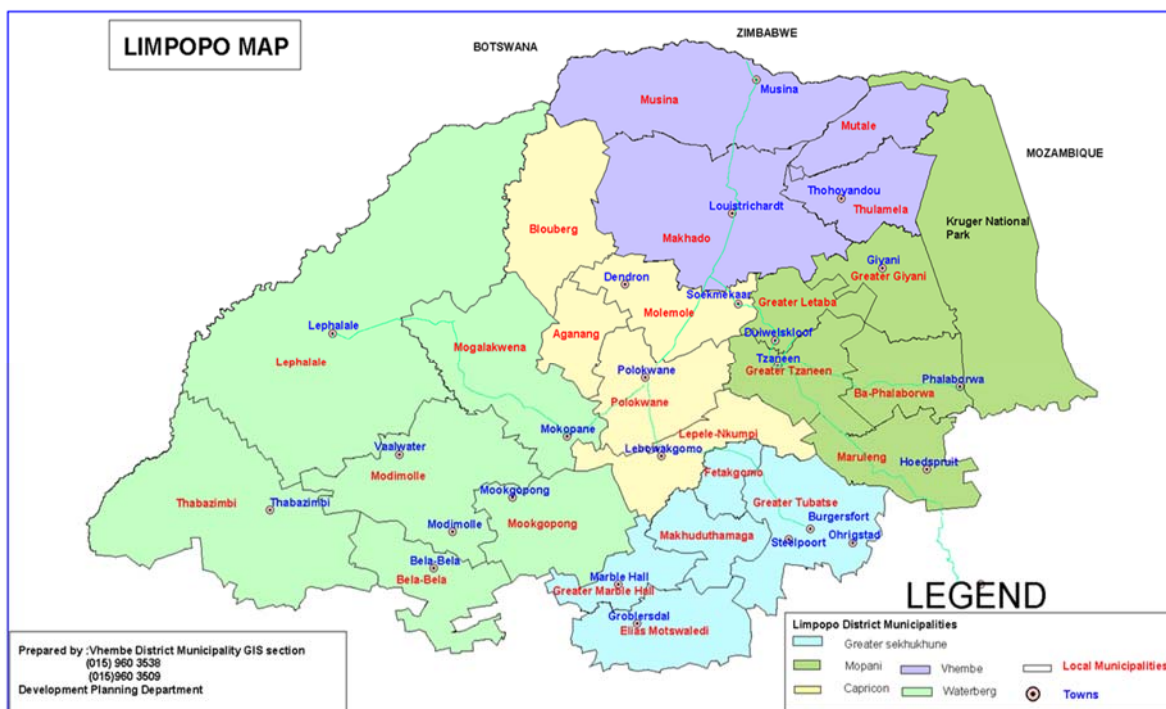 LIMPOPO MAP
BOTSWANA
ZIMBABWE
MOZAMBIQUE
Musina
Musina
Mutale
Thohoyandou
Thulamela
Louistrichardt
Makhado
Kruger National
Park
Blouberg
Giyani
Greater Giyani
Dendron
Soekmekaar
Greater Letaba
Molemole
Lephalale
Lephalale
Mogalakwena
Aganang
Duiwelskloof
Tzaneen
Greater Tzaneen
Polokwane
Polokwane
Phalaborwa
Ba-Phalaborwa
Mokopane
Lepele-Nkumpi
Lebowakgomo
Vaalwater
Modimolle
Maruleng
Hoedspruit
Fetakgomo
Thabazimbi
Thabazimbi
Mookgopong
Mookgopong
Greater Tubatse
Burgersfort
Modimolle
Makhuduthamaga
Steelpoort
Ohrigstad
Bela-Bela
Bela-Bela
Marble Hall
Greater Marble Hall
Groblersdal
Elias Motswaledi
LEGEND
Limpopo District Municipalities
Greater sekhukhune
Mopani
Vhembe
Local Municipalities
Capricon
Waterberg
Towns
Prepared by :Vhembe District Municipality GIS section
(015) 960 3538
(015)960 3509
Development Planning Department